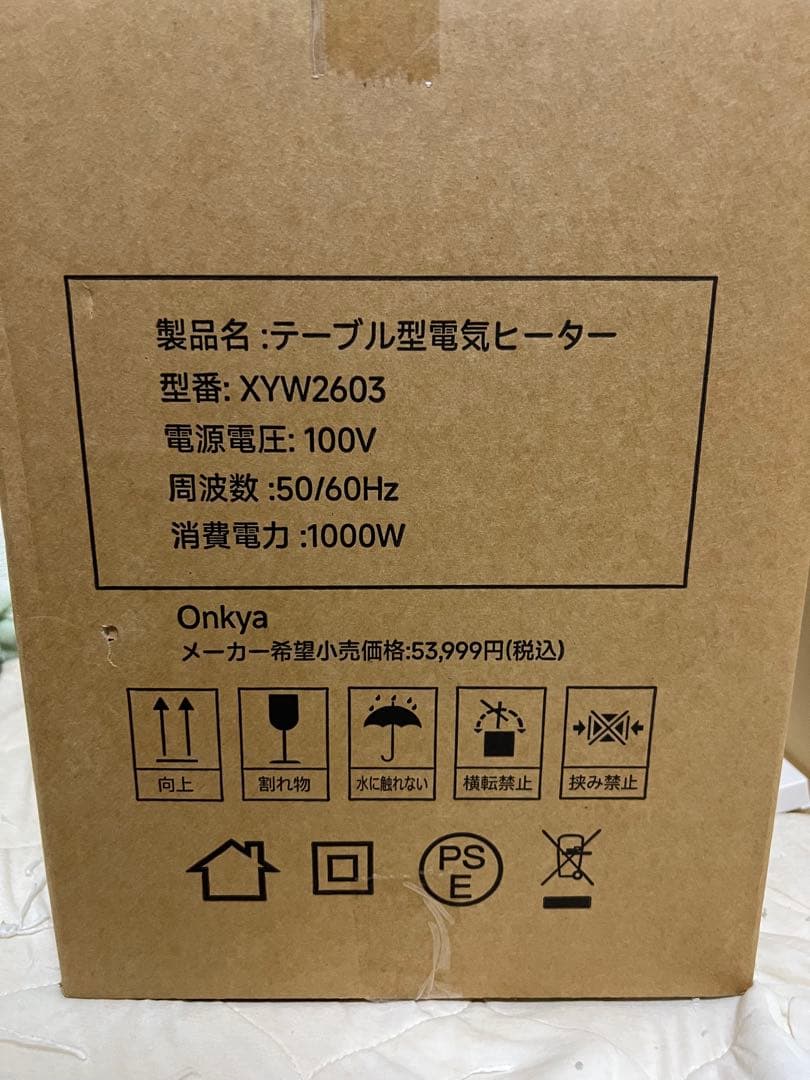 製品名 :テーブル型電気ヒーター
型番: XYW2603
電源電圧: 100V
周波数 :50/60Hz
消費電力 :1000W
Onkya
メーカー希望小売価格:53,999円(税込)
向上
割れ物
水に触れない
横転禁止
挟み禁止
PS
E